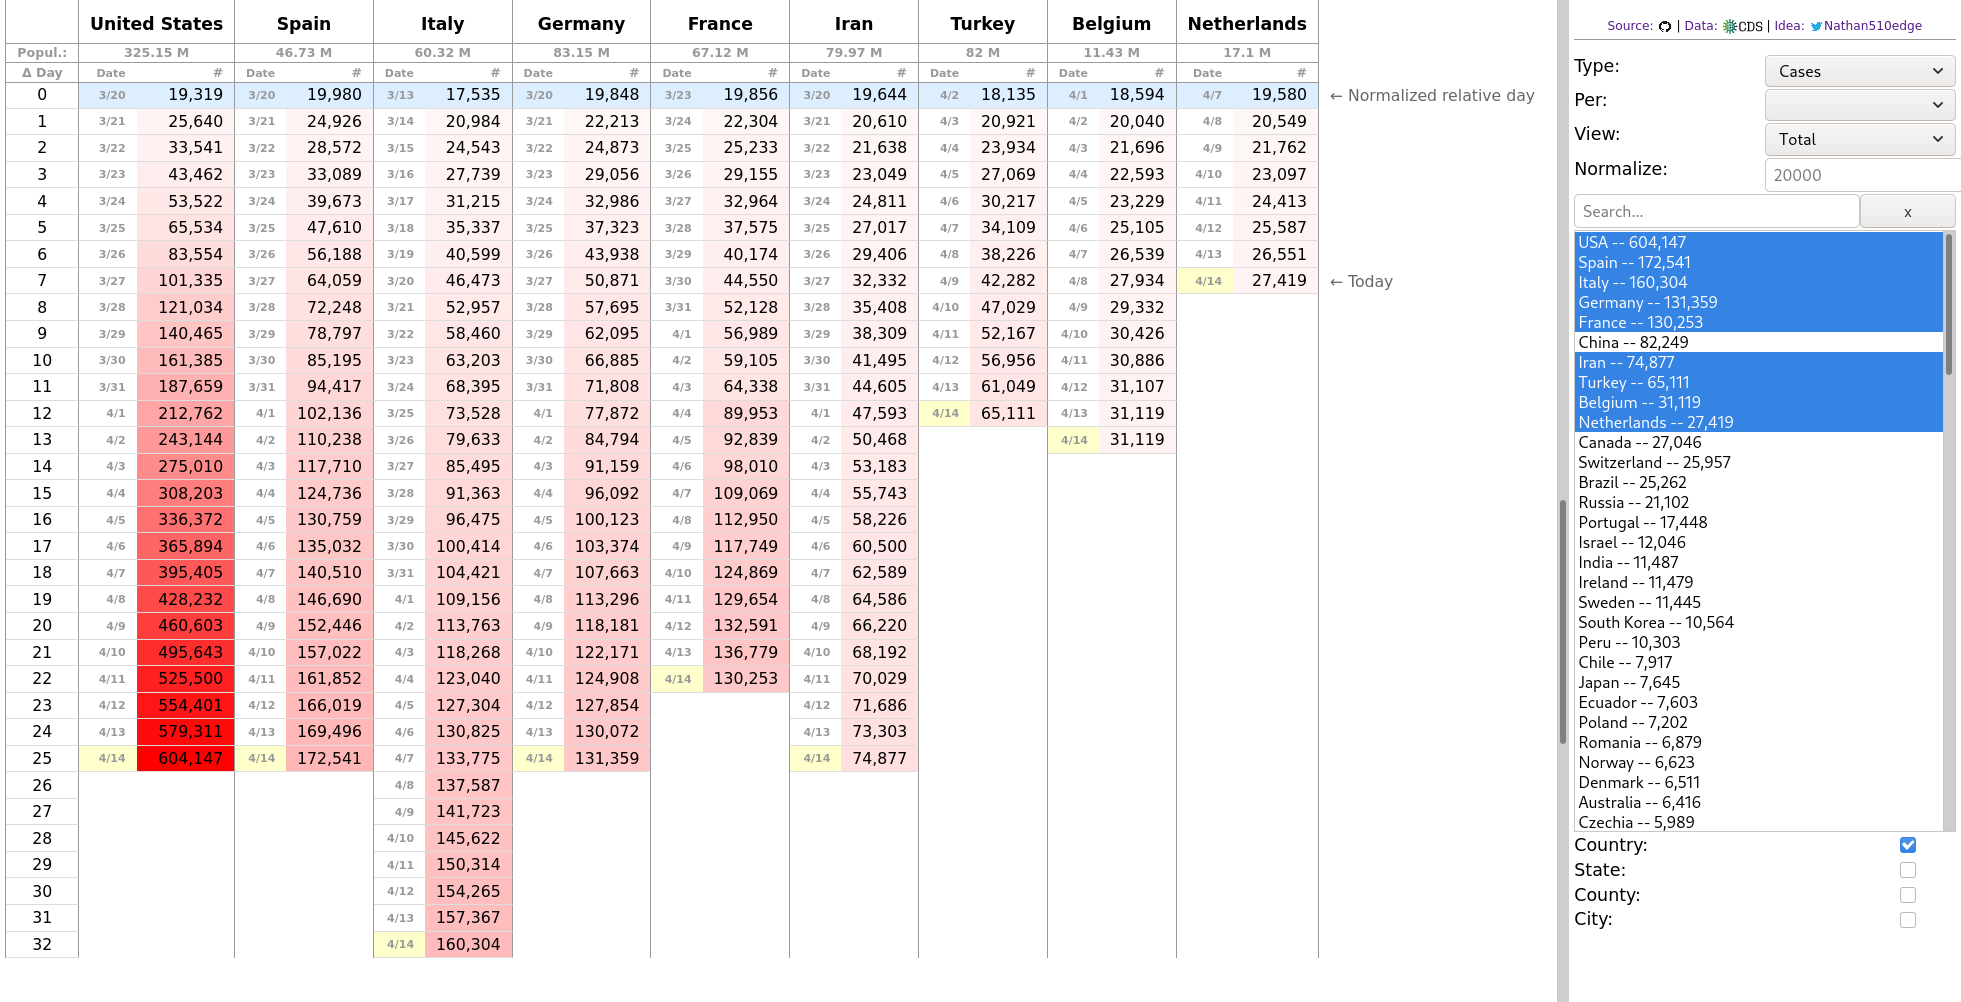 United States Spain Italy Germany France Iran Turkey Belgium Netherlands
Popul.: 325.15 M 46.73 M 60.32 M 83.15 M 67.12 M 79.97 M 82 M 11.43 M 17.1 M
Δ Day Date # Date # Date # Date # Date # Date # Date # Date # Date #
0 3/20 19,319 3/20 19,980 3/13 17,535 3/20 19,848 3/23 19,856 3/20 19,644 4/2 18,135 4/1 18,594 4/7 19,580 ← Normalized relative day
1 3/21 25,640 3/21 24,926 3/14 20,984 3/21 22,213 3/24 22,304 3/21 20,610 4/3 20,921 4/2 20,040 4/8 20,549
2 3/22 33,541 3/22 28,572 3/15 24,543 3/22 24,873 3/25 25,233 3/22 21,638 4/4 23,934 4/3 21,696 4/9 21,762
3 3/23 43,462 3/23 33,089 3/16 27,739 3/23 29,056 3/26 29,155 3/23 23,049 4/5 27,069 4/4 22,593 4/10 23,097
4 3/24 53,522 3/24 39,673 3/17 31,215 3/24 32,986 3/27 32,964 3/24 24,811 4/6 30,217 4/5 23,229 4/11 24,413
5 3/25 65,534 3/25 47,610 3/18 35,337 3/25 37,323 3/28 37,575 3/25 27,017 4/7 34,109 4/6 25,105 4/12 25,587
6 3/26 83,554 3/26 56,188 3/19 40,599 3/26 43,938 3/29 40,174 3/26 29,406 4/8 38,226 4/7 26,539 4/13 26,551
7 3/27 101,335 3/27 64,059 3/20 46,473 3/27 50,871 3/30 44,550 3/27 32,332 4/9 42,282 4/8 27,934 4/14 27,419 ← Today
8 3/28 121,034 3/28 72,248 3/21 52,957 3/28 57,695 3/31 52,128 3/28 35,408 4/10 47,029 4/9 29,332
9 3/29 140,465 3/29 78,797 3/22 58,460 3/29 62,095 4/1 56,989 3/29 38,309 4/11 52,167 4/10 30,426
10 3/30 161,385 3/30 85,195 3/23 63,203 3/30 66,885 4/2 59,105 3/30 41,495 4/12 56,956 4/11 30,886
11 3/31 187,659 3/31 94,417 3/24 68,395 3/31 71,808 4/3 64,338 3/31 44,605 4/13 61,049 4/12 31,107
12 4/1 212,762 4/1 102,136 3/25 73,528 4/1 77,872 4/4 89,953 4/1 47,593 4/14 65,111 4/13 31,119
13 4/2 243,144 4/2 110,238 3/26 79,633 4/2 84,794 4/5 92,839 4/2 50,468 4/14 31,119
14 4/3 275,010 4/3 117,710 3/27 85,495 4/3 91,159 4/6 98,010 4/3 53,183
15 4/4 308,203 4/4 124,736 3/28 91,363 4/4 96,092 4/7 109,069 4/4 55,743
16 4/5 336,372 4/5 130,759 3/29 96,475 4/5 100,123 4/8 112,950 4/5 58,226
17 4/6 365,894 4/6 135,032 3/30 100,414 4/6 103,374 4/9 117,749 4/6 60,500
18 4/7 395,405 4/7 140,510 3/31 104,421 4/7 107,663 4/10 124,869 4/7 62,589
19 4/8 428,232 4/8 146,690 4/1 109,156 4/8 113,296 4/11 129,654 4/8 64,586
20 4/9 460,603 4/9 152,446 4/2 113,763 4/9 118,181 4/12 132,591 4/9 66,220
21 4/10 495,643 4/10 157,022 4/3 118,268 4/10 122,171 4/13 136,779 4/10 68,192
22 4/11 525,500 4/11 161,852 4/4 123,040 4/11 124,908 4/14 130,253 4/11 70,029
23 4/12 554,401 4/12 166,019 4/5 127,304 4/12 127,854 4/12 71,686
24 4/13 579,311 4/13 169,496 4/6 130,825 4/13 130,072 4/13 73,303
25 4/14 604,147 4/14 172,541 4/7 133,775 4/14 131,359 4/14 74,877
26 4/8 137,587
27 4/9 141,723
28 4/10 145,622
29 4/11 150,314
30 4/12 154,265
31 4/13 157,367
32 4/14 160,304
Source: | Data: CDS | Idea: Nathan510edge
Type: Cases
Per:
View: Total
Normalize: 20000
Search... x
USA -- 604,147
Spain -- 172,541
Italy -- 160,304
Germany -- 131,359
France -- 130,253
China -- 82,249
Iran -- 74,877
Turkey -- 65,111
Belgium -- 31,119
Netherlands -- 27,419
Canada -- 27,046
Switzerland -- 25,957
Brazil -- 25,262
Russia -- 21,102
Portugal -- 17,448
Israel -- 12,046
India -- 11,487
Ireland -- 11,479
Sweden -- 11,445
South Korea -- 10,564
Peru -- 10,303
Chile -- 7,917
Japan -- 7,645
Ecuador -- 7,603
Poland -- 7,202
Romania -- 6,879
Norway -- 6,623
Denmark -- 6,511
Australia -- 6,416
Czechia -- 5,989
Country:
State:
County:
City: